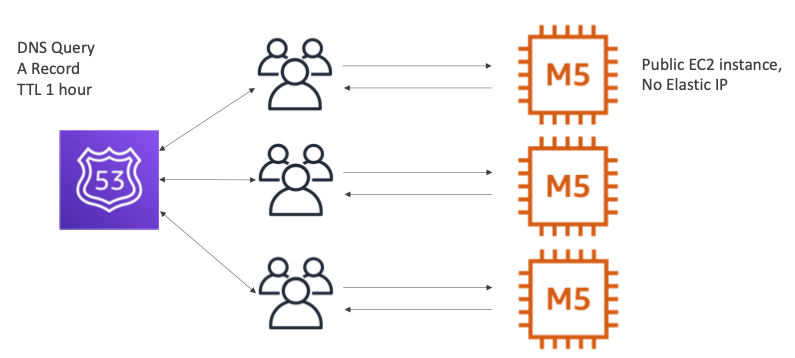 DNS Query
A Record
TTL 1 hour
53
M5
Public EC2 instance,
No Elastic IP
M5
M5